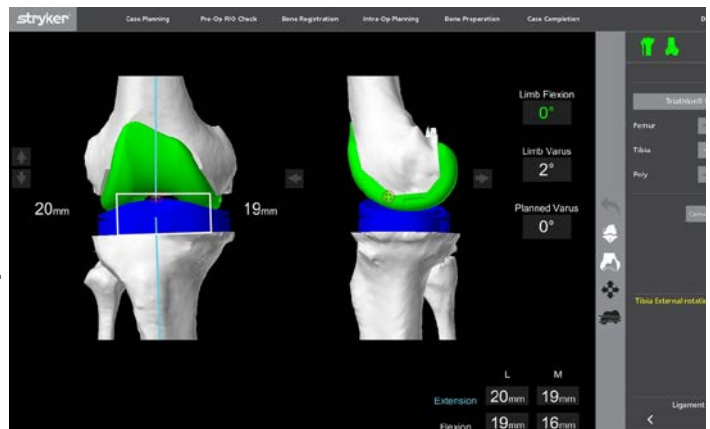 stryker
Case Planning Pre-Op RIO Check Bone Registration Intra-Op Planning Bone Preparation Case Completion
Limb Flexion
0°
Limb Varus
2°
Planned Varus
0°
20mm 19mm
Femur
Tibia
Poly
Tibia External
L M
Extension 20mm 19mm
Flexion 19mm 16mm
Ligament